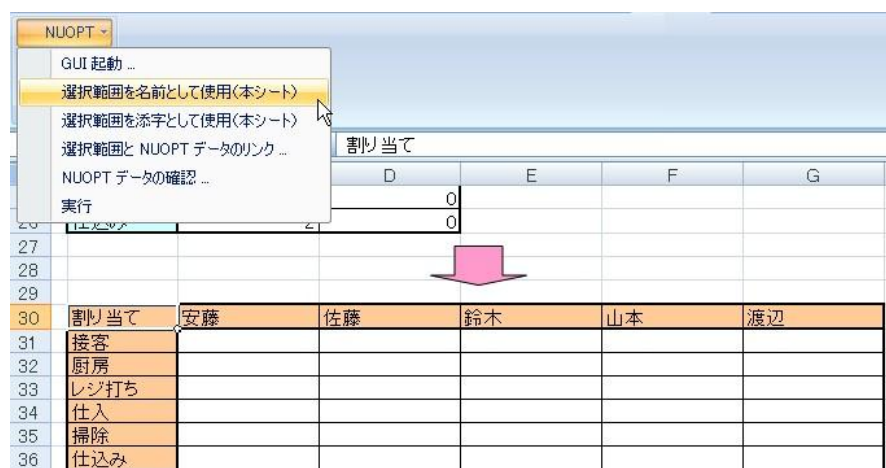 NUOPT
GUI 起動 ...
選択範囲を名前として使用(本シート)
選択範囲を添字として使用(本シート)
選択範囲と NUOPT データのリンク ...
NUOPT データの確認 ...
実行
割り当て
D E F G
0
26 仕込み 2 0
27
28
29
30 割り当て 安藤 佐藤 鈴木 山本 渡辺
31 接客
32 厨房
33 レジ打ち
34 仕入
35 掃除
36 仕込み